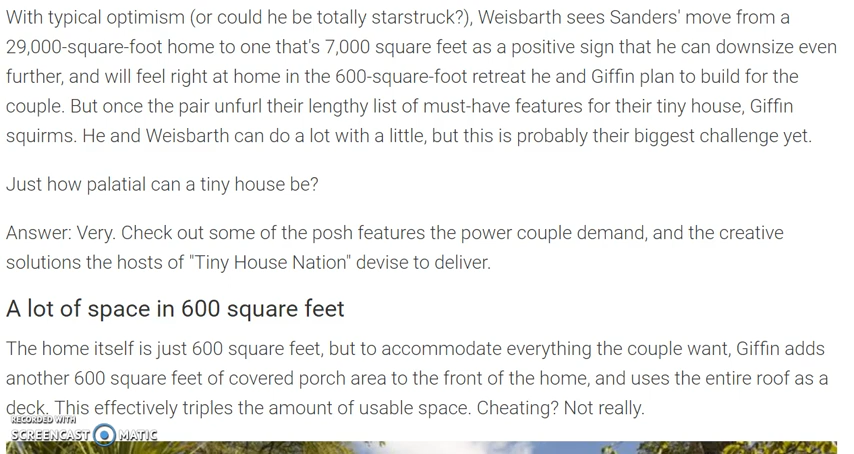 With typical optimism (or could he be totally starstruck?), Weisbarth sees Sanders' move from a
29,000-square-foot home to one that's 7,000 square feet as a positive sign that he can downsize even
further, and will feel right at home in the 600-square-foot retreat he and Giffin plan to build for the
couple. But once the pair unfurl their lengthy list of must-have features for their tiny house, Giffin
squirms. He and Weisbarth can do a lot with a little, but this is probably their biggest challenge yet.
Just how palatial can a tiny house be?
Answer: Very. Check out some of the posh features the power couple demand, and the creative
solutions the hosts of "Tiny House Nation" devise to deliver.
A lot of space in 600 square feet
The home itself is just 600 square feet, but to accommodate everything the couple want, Giffin adds
another 600 square feet of covered porch area to the front of the home, and uses the entire roof as a
deck. This effectively triples the amount of usable space. Cheating? Not really.
RECORDED WITH
SCREENCAST MATIC